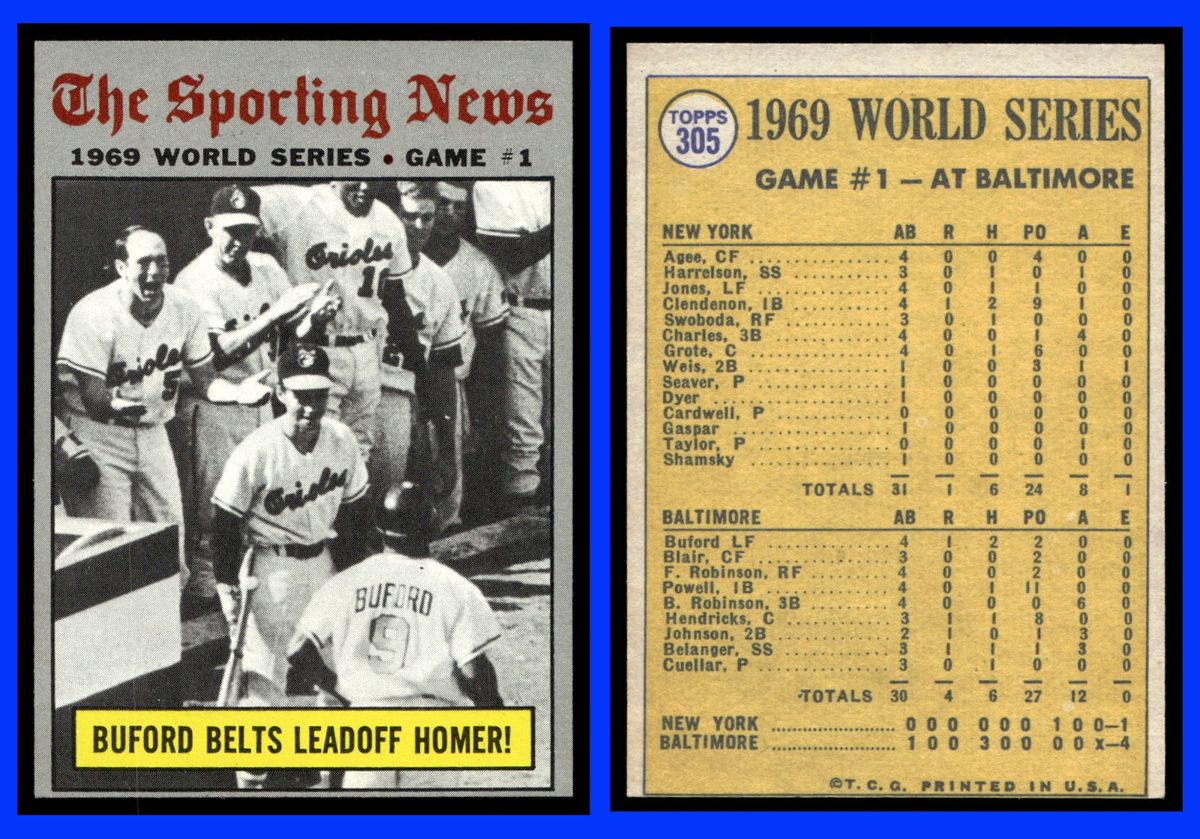 The Sporting News
1969 WORLD SERIES • GAME #1
Orioles
10
Orioles
5
Orioles
BUFORD
9
BUFORD BELTS LEADOFF HOMER!
TOPPS
305
1969 WORLD SERIES
GAME #1 — AT BALTIMORE
NEW YORK AB R H PO A E
Agee, CF 4 0 0 4 0 0
Harrelson, SS 3 0 1 0 1 0
Jones, LF 4 0 1 1 0 0
Clendenon, 1B 4 1 2 9 1 0
Swoboda, RF 3 0 1 0 0 0
Charles, 3B 4 0 0 1 4 0
Grote, C 4 0 1 6 0 0
Weis, 2B 1 0 0 3 1 1
Seaver, P 1 0 0 0 0 0
Dyer 1 0 0 0 0 0
Cardwell, P 0 0 0 0 0 0
Gaspar 1 0 0 0 0 0
Taylor, P 0 0 0 0 1 0
Shamsky 1 0 0 0 0 0
TOTALS 31 1 6 24 8 1
BALTIMORE AB R H PO A E
Buford LF 4 1 2 2 0 0
Blair, CF 3 0 0 2 0 0
F. Robinson, RF 4 0 0 2 0 0
Powell, 1B 4 0 1 11 0 0
B. Robinson, 3B 4 0 0 0 6 0
Hendricks, C 3 1 1 8 0 0
Johnson, 2B 2 1 0 1 3 0
Belanger, SS 3 1 1 1 3 0
Cuellar, P 3 0 1 0 0 0
TOTALS 30 4 6 27 12 0
NEW YORK 0 0 0 0 0 0 1 0 0—1
BALTIMORE 1 0 0 3 0 0 0 0 x—4
©T. C. G. PRINTED IN U.S.A.